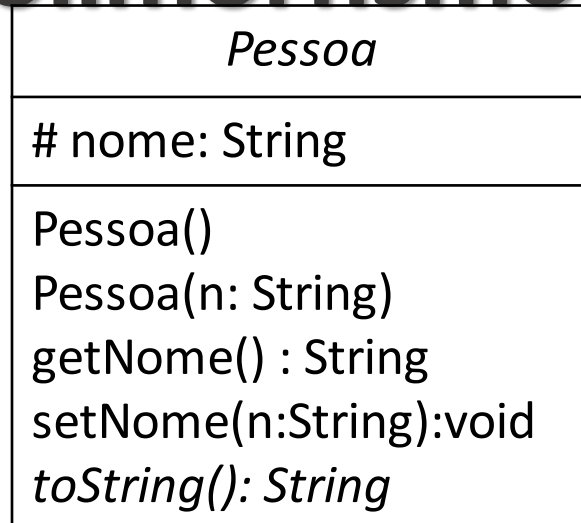 Pessoa
# nome: String
Pessoa()
Pessoa(n: String)
getNome() : String
setNome(n:String):void
toString(): String